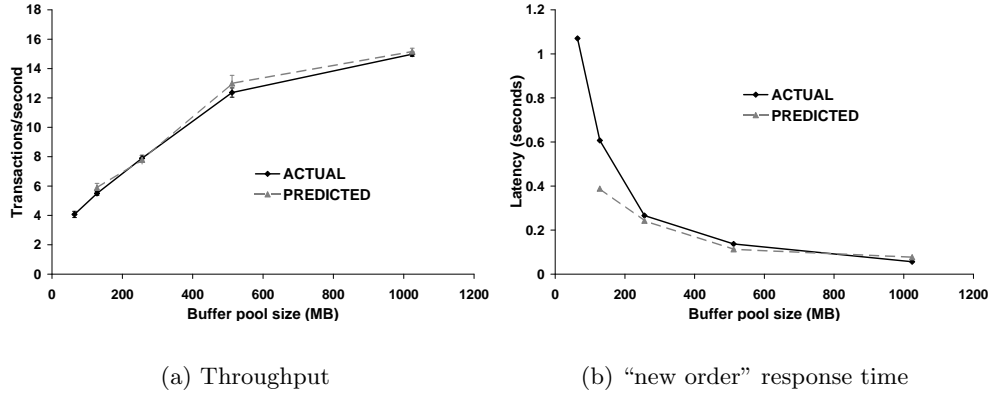 18
16
14
12
10
8
6
4
2
0
Transactions/second
ACTUAL
PREDICTED
0 200 400 600 800 1000 1200
Buffer pool size (MB)
(a) Throughput
1.2
1
0.8
0.6
0.4
0.2
0
Latency (seconds)
ACTUAL
PREDICTED
0 200 400 600 800 1000 1200
Buffer pool size (MB)
(b) “new order” response time